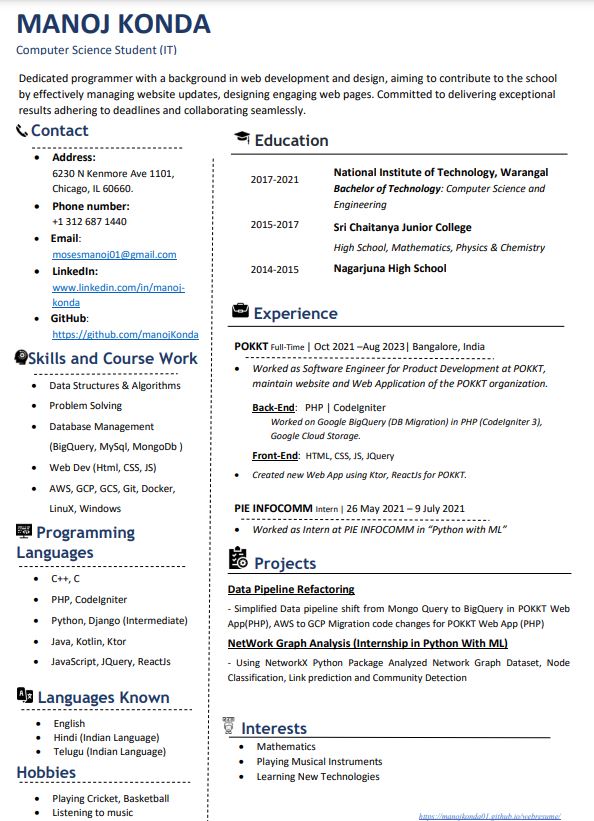 MANOJ KONDA
Computer Science Student (IT)
Dedicated programmer with a background in web development and design, aiming to contribute to the school
by effectively managing website updates, designing engaging web pages. Committed to delivering exceptional
results adhering to deadlines and collaborating seamlessly.
Contact
• Address:
6230 N Kenmore Ave 1101,
Chicago, IL 60660.
• Phone number:
+1 312 687 1440
• Email:
mosesmanoj01@gmail.com
• LinkedIn:
www.linkedin.com/in/manoj-
konda
• GitHub:
https://github.com/manojKonda
Skills and Course Work
• Data Structures & Algorithms
• Problem Solving
• Database Management
(BigQuery, MySql, MongoDb )
• Web Dev (Html, CSS, JS)
• AWS, GCP, GCS, Git, Docker,
LinuX, Windows
Programming
Languages
• C++, C
• PHP, CodeIgniter
• Python, Django (Intermediate)
• Java, Kotlin, Ktor
• JavaScript, JQuery, ReactJs
Languages Known
• English
• Hindi (Indian Language)
• Telugu (Indian Language)
Hobbies
• Playing Cricket, Basketball
• Listening to music
Education
2017-2021 National Institute of Technology, Warangal
Bachelor of Technology: Computer Science and
Engineering
2015-2017 Sri Chaitanya Junior College
High School, Mathematics, Physics & Chemistry
2014-2015 Nagarjuna High School
Experience
POKKT Full-Time | Oct 2021 –Aug 2023| Bangalore, India
• Worked as Software Engineer for Product Development at POKKT,
maintain website and Web Application of the POKKT organization.
Back-End: PHP | CodeIgniter
Worked on Google BigQuery (DB Migration) in PHP (CodeIgniter 3),
Google Cloud Storage.
Front-End: HTML, CSS, JS, JQuery
• Created new Web App using Ktor, ReactJs for POKKT.
PIE INFOCOMM Intern | 26 May 2021 – 9 July 2021
• Worked as Intern at PIE INFOCOMM in “Python with ML”
Projects
Data Pipeline Refactoring
- Simplified Data pipeline shift from Mongo Query to BigQuery in POKKT Web
App(PHP), AWS to GCP Migration code changes for POKKT Web App (PHP)
NetWork Graph Analysis (Internship in Python With ML)
- Using NetworkX Python Package Analyzed Network Graph Dataset, Node
Classification, Link prediction and Community Detection
Interests
• Mathematics
• Playing Musical Instruments
• Learning New Technologies
https://manojkonda01.github.io/webresume/